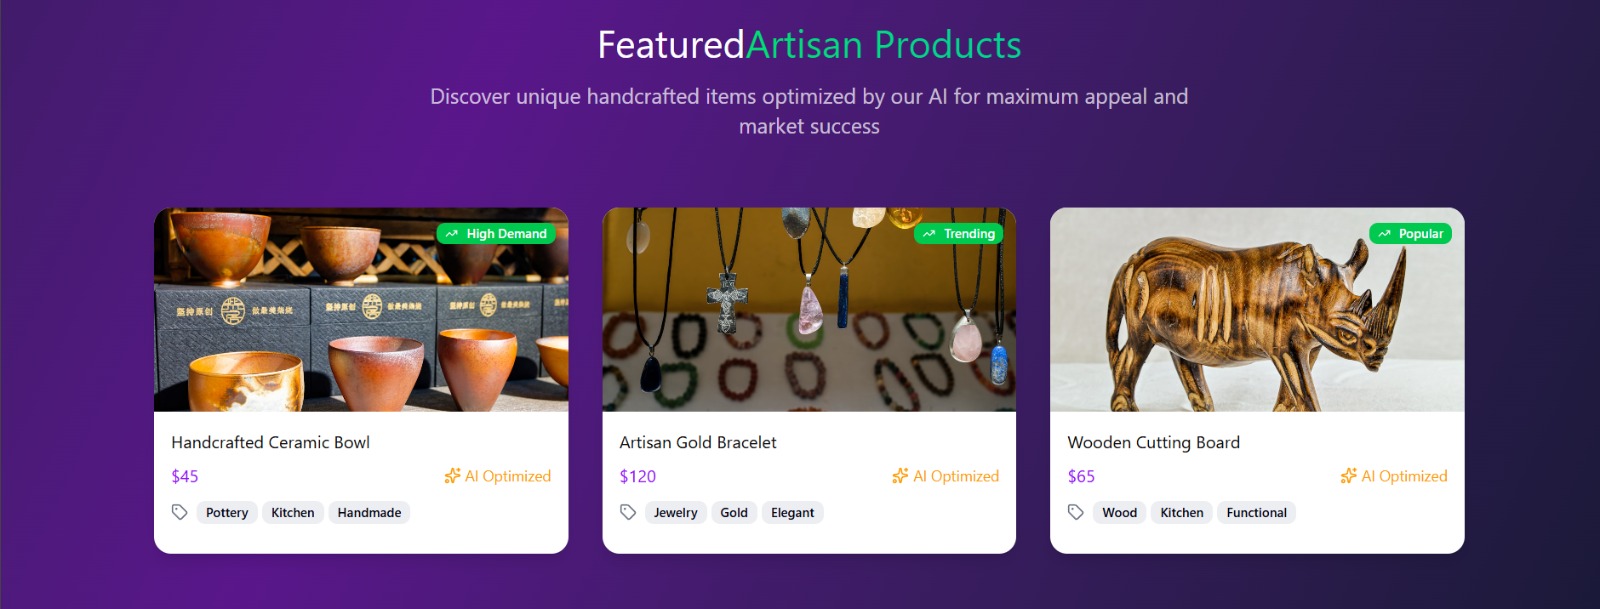 FeaturedArtisan Products
Discover unique handcrafted items optimized by our AI for maximum appeal and
market success
High Demand
Trending
Popular
Handcrafted Ceramic Bowl
$45
AI Optimized
Pottery
Kitchen
Handmade
Artisan Gold Bracelet
$120
AI Optimized
Jewelry
Gold
Elegant
Wooden Cutting Board
$65
AI Optimized
Wood
Kitchen
Functional